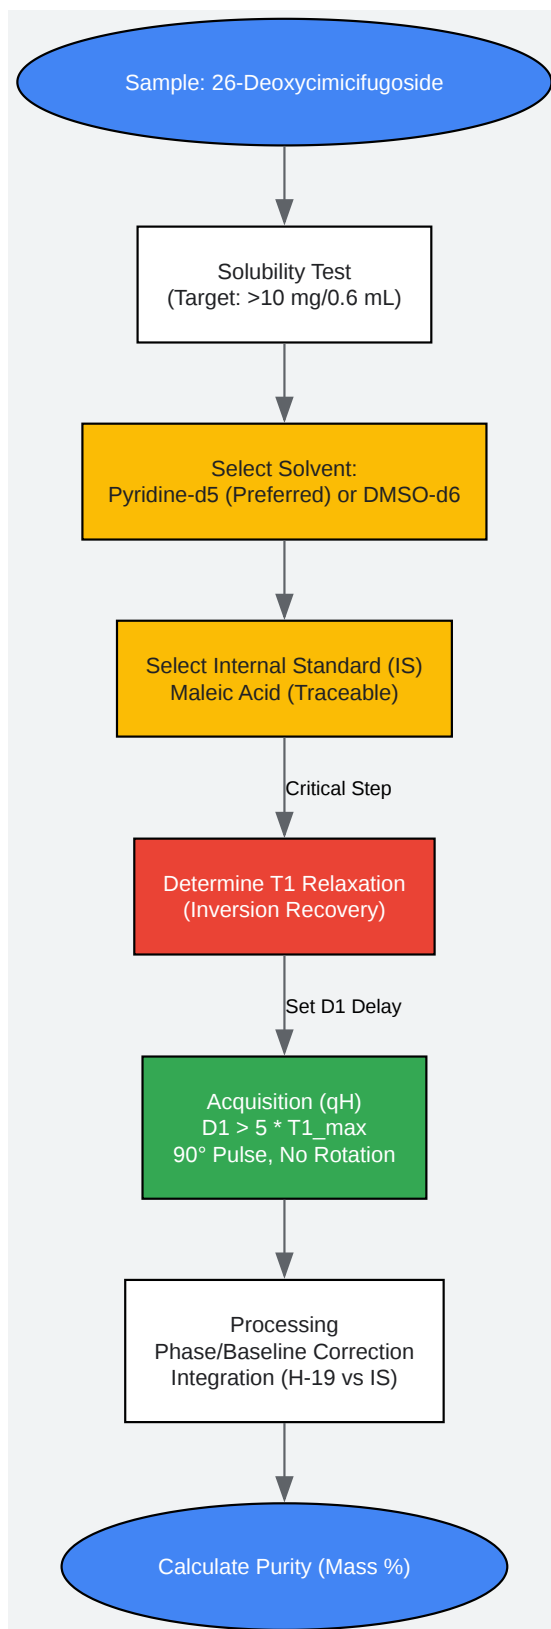 Sample: 26-Deoxycimicifugoside
Solubility Test
(Target: >10 mg/0.6 mL)
Select Solvent:
Pyridine-d5 (Preferred) or DMSO-d6
Select Internal Standard (IS)
Maleic Acid (Traceable)
Critical Step
Determine T1 Relaxation
(Inversion Recovery)
Set D1 Delay
Acquisition (qH)
D1 > 5 * T1_max
90° Pulse, No Rotation
Processing
Phase/Baseline Correction
Integration (H-19 vs IS)
Calculate Purity (Mass %)